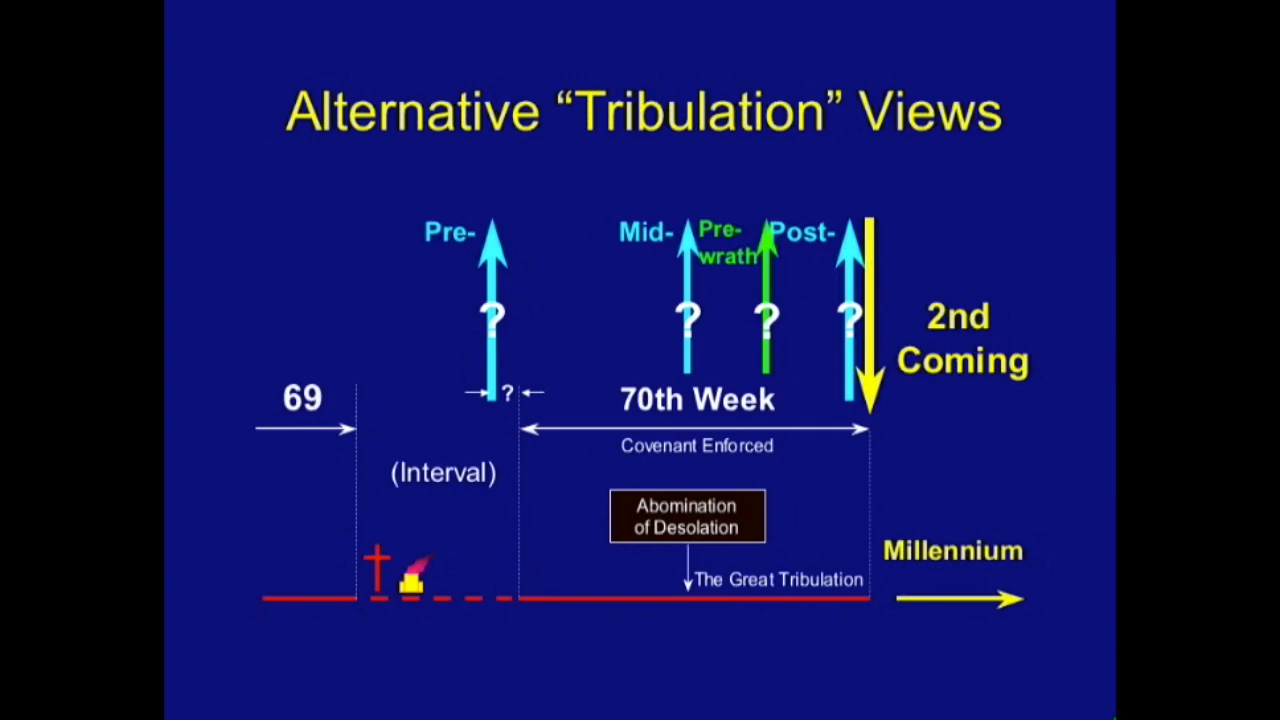 Alternative “Tribulation” Views
Pre-
Mid-
Pre-
wrath
Post-
?
?
?
?
2nd
Coming
69
?
70th Week
Covenant Enforced
(Interval)
Abomination
of Desolation
Millennium
The Great Tribulation